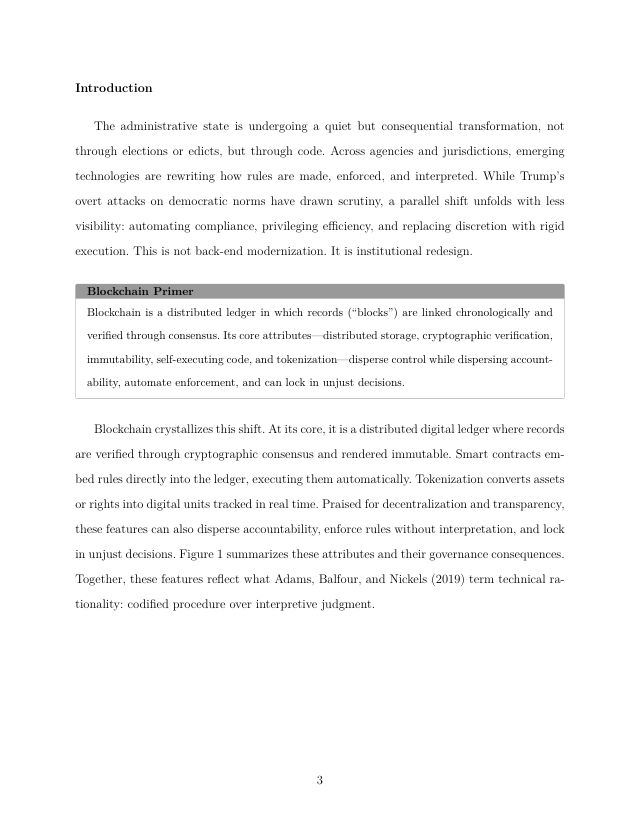 Introduction
The administrative state is undergoing a quiet but consequential transformation, not
through elections or edicts, but through code. Across agencies and jurisdictions, emerging
technologies are rewriting how rules are made, enforced, and interpreted. While Trump's
overt attacks on democratic norms have drawn scrutiny, a parallel shift unfolds with less
visibility: automating compliance, privileging efficiency, and replacing discretion with rigid
execution. This is not back-end modernization. It is institutional redesign.
Blockchain Primer
Blockchain is a distributed ledger in which records (“blocks”) are linked chronologically and
verified through consensus. Its core attributes—distributed storage, cryptographic verification,
immutability, self-executing code, and tokenization—disperse control while dispersing account-
ability, automate enforcement, and can lock in unjust decisions.
Blockchain crystallizes this shift. At its core, it is a distributed digital ledger where records
are verified through cryptographic consensus and rendered immutable. Smart contracts em-
bed rules directly into the ledger, executing them automatically. Tokenization converts assets
or rights into digital units tracked in real time. Praised for decentralization and transparency,
these features can also disperse accountability, enforce rules without interpretation, and lock
in unjust decisions. Figure 1 summarizes these attributes and their governance consequences.
Together, these features reflect what Adams, Balfour, and Nickels (2019) term technical ra-
tionality: codified procedure over interpretive judgment.
3